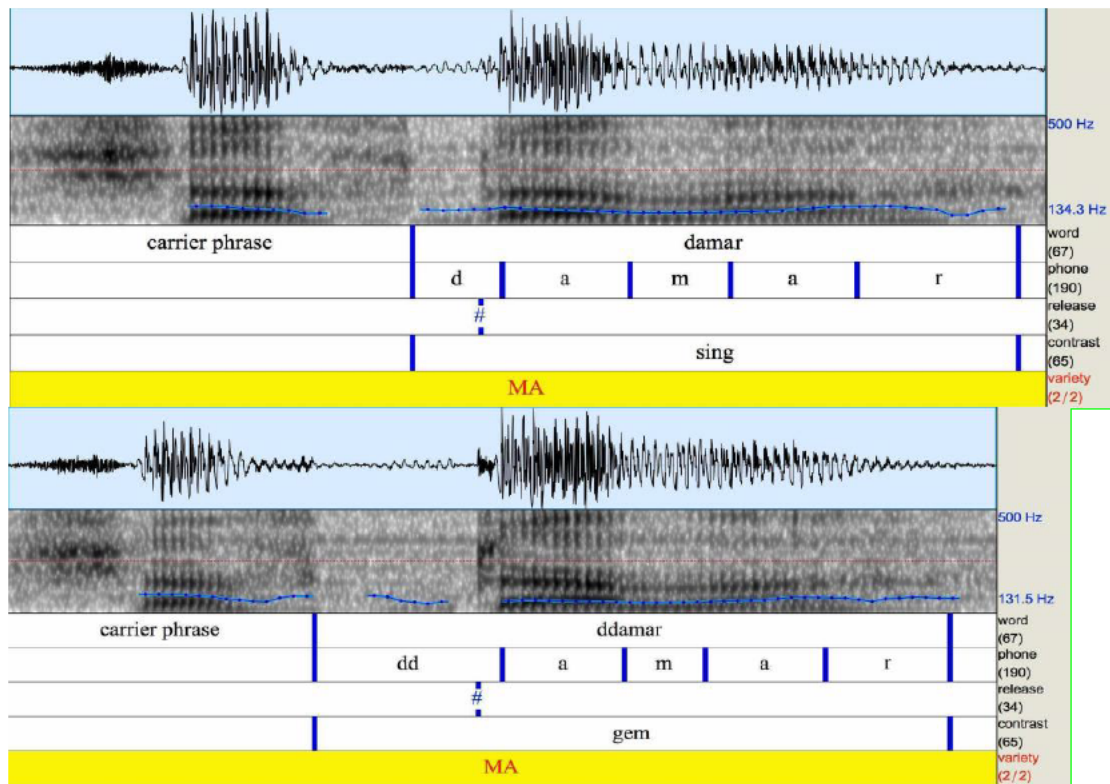 500 Hz
134.3 Hz
carrier phrase damar word
(67)
d a m a r phone
(190)
# release
(34)
sing contrast
(65)
MA variety
(2/2)
500 Hz
131.5 Hz
carrier phrase ddamar word
(67)
dd a m a r phone
(190)
# release
(34)
gem contrast
(65)
MA variety
(2/2)